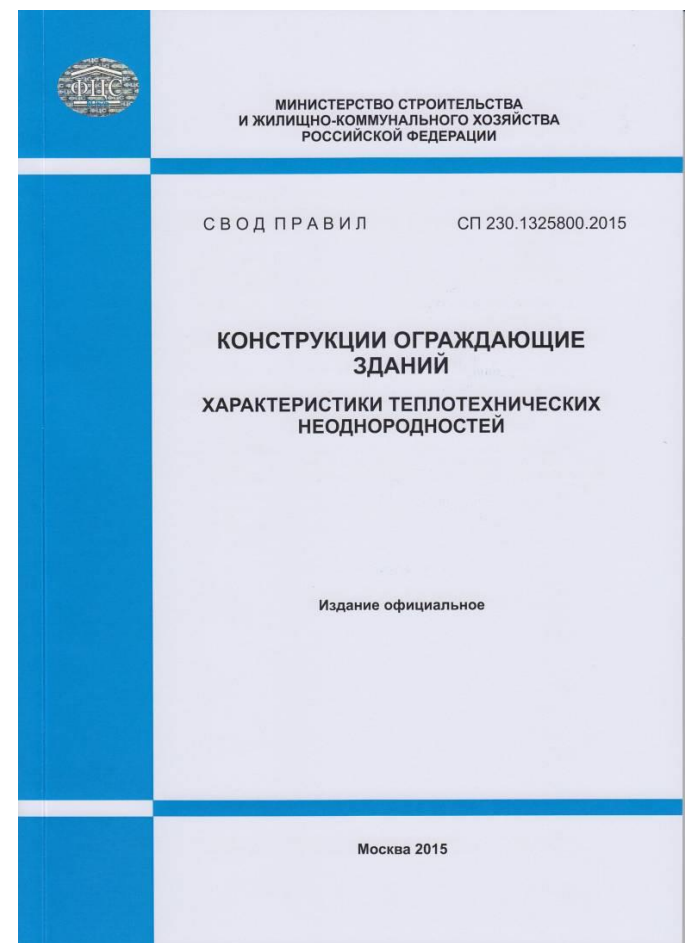 ФЦС
МИНИСТЕРСТВО СТРОИТЕЛЬСТВА
И ЖИЛИЩНО-КОММУНАЛЬНОГО ХОЗЯЙСТВА
РОССИЙСКОЙ ФЕДЕРАЦИИ
СВОД ПРАВИЛ СП 230.1325800.2015
КОНСТРУКЦИИ ОГРАЖДАЮЩИЕ
ЗДАНИЙ
ХАРАКТЕРИСТИКИ ТЕПЛОТЕХНИЧЕСКИХ
НЕОДНОРОДНОСТЕЙ
Издание официальное
Москва 2015